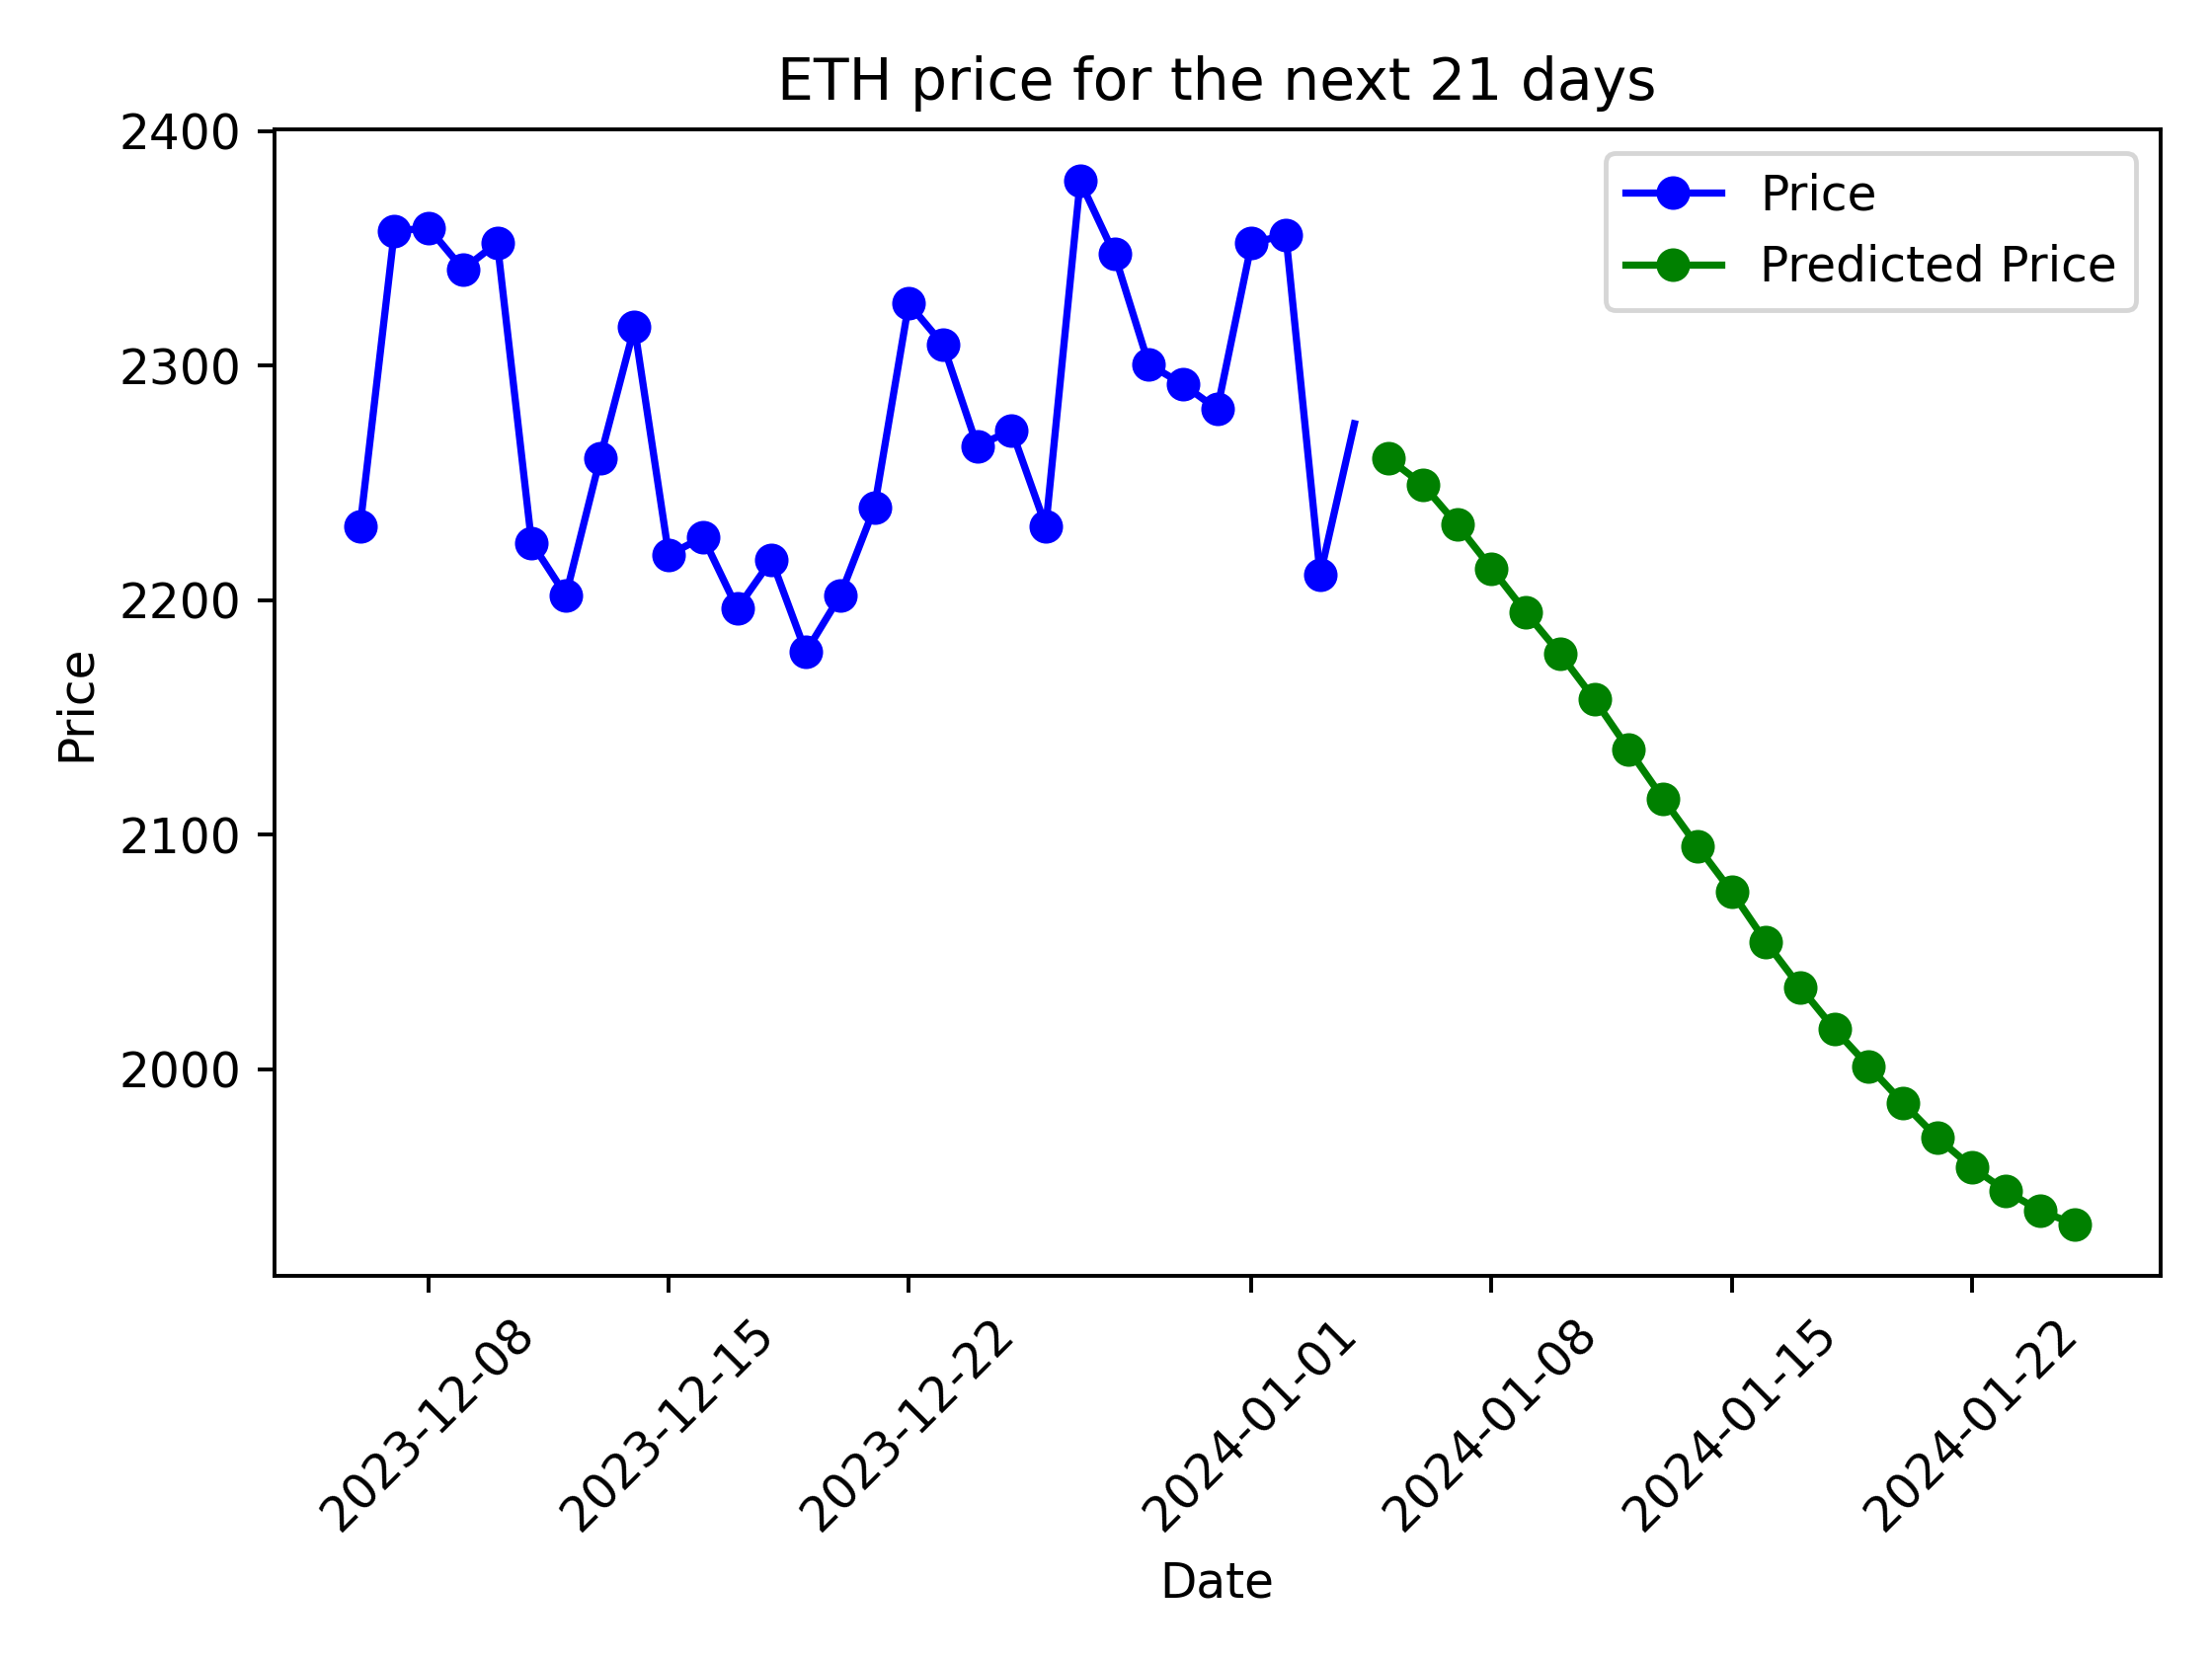 ETH price for the next 21 days
Price
Predicted Price
2400
2300
2200
2100
2000
Price
2023-12-08
2023-12-15
2023-12-22
2024-01-01
2024-01-08
2024-01-15
2024-01-22
Date